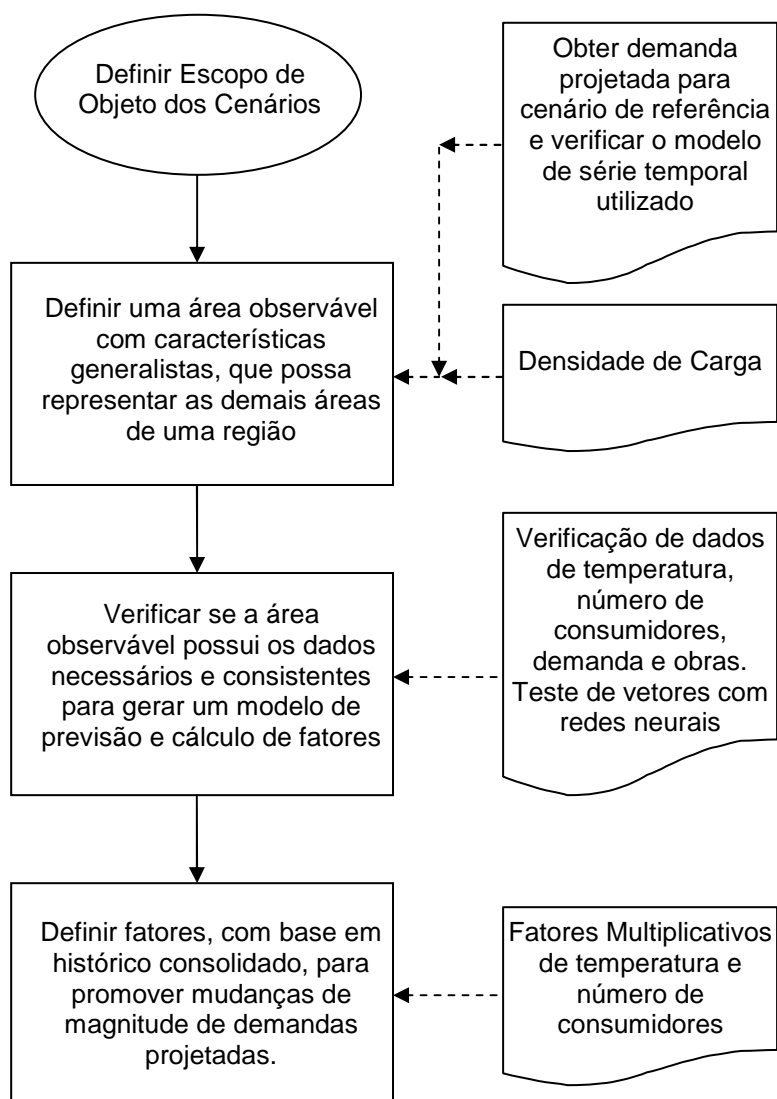 Definir Escopo de
Objeto dos Cenários
Obter demanda
projetada para
cenário de referência
e verificar o modelo
de série temporal
utilizado
Definir uma área observável
com características
generalistas, que possa
representar as demais áreas
de uma região
Densidade de Carga
Verificar se a área
observável possui os dados
necessários e consistentes
para gerar um modelo de
previsão e cálculo de fatores
Verificação de dados
de temperatura,
número de
consumidores,
demanda e obras.
Teste de vetores com
redes neurais
Definir fatores, com base em
histórico consolidado, para
promover mudanças de
magnitude de demandas
projetadas.
Fatores Multiplicativos
de temperatura e
número de
consumidores